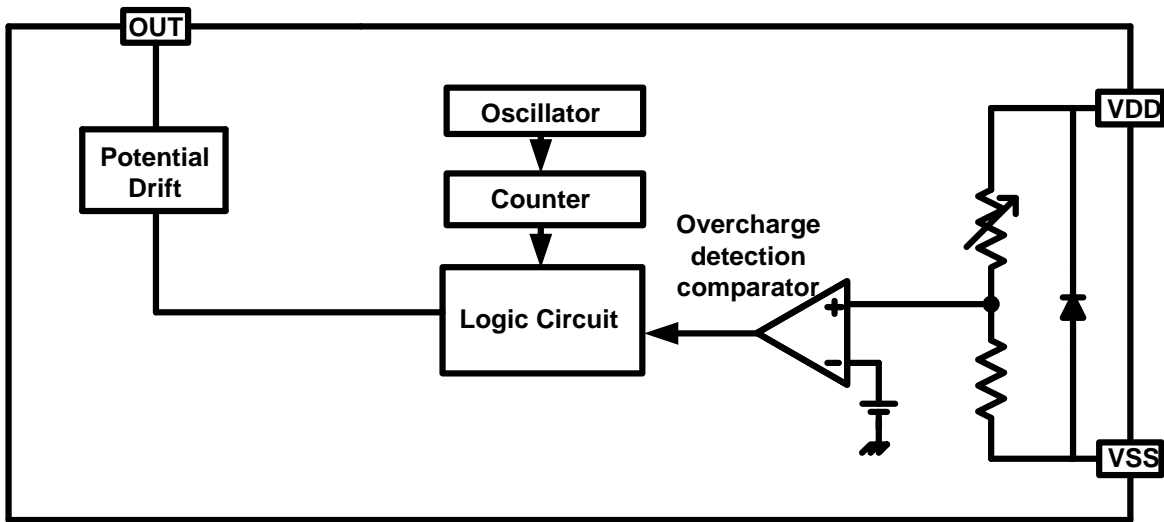 OUT
Oscillator
VDD
Potential
Drift
Counter
Overcharge
detection
comparator
Logic Circuit
+
-
VSS